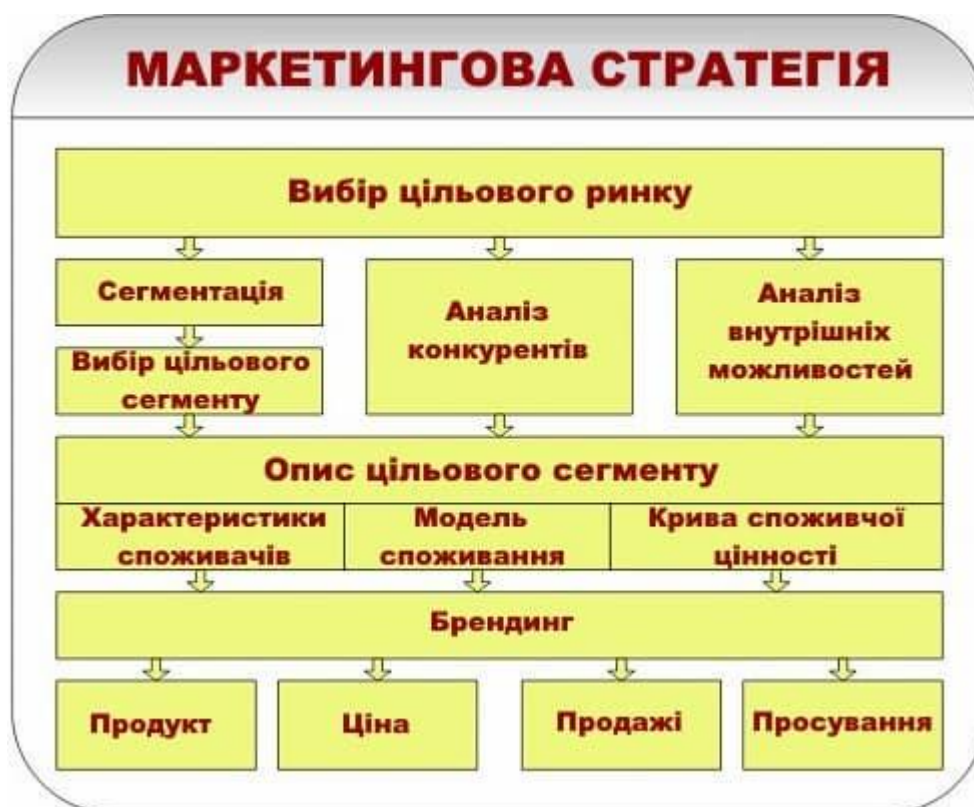 МАРКЕТИНГОВА СТРАТЕГІЯ
Вибір цільового ринку
Сегментація
Вибір цільового
сегменту
Аналіз
конкурентів
Аналіз
внутрішніх
можливостей
Опис цільового сегменту
Характеристики
споживачів
Модель
споживання
Крива споживчої
цінності
Брендинг
Продукт
Ціна
Продажі
Просування